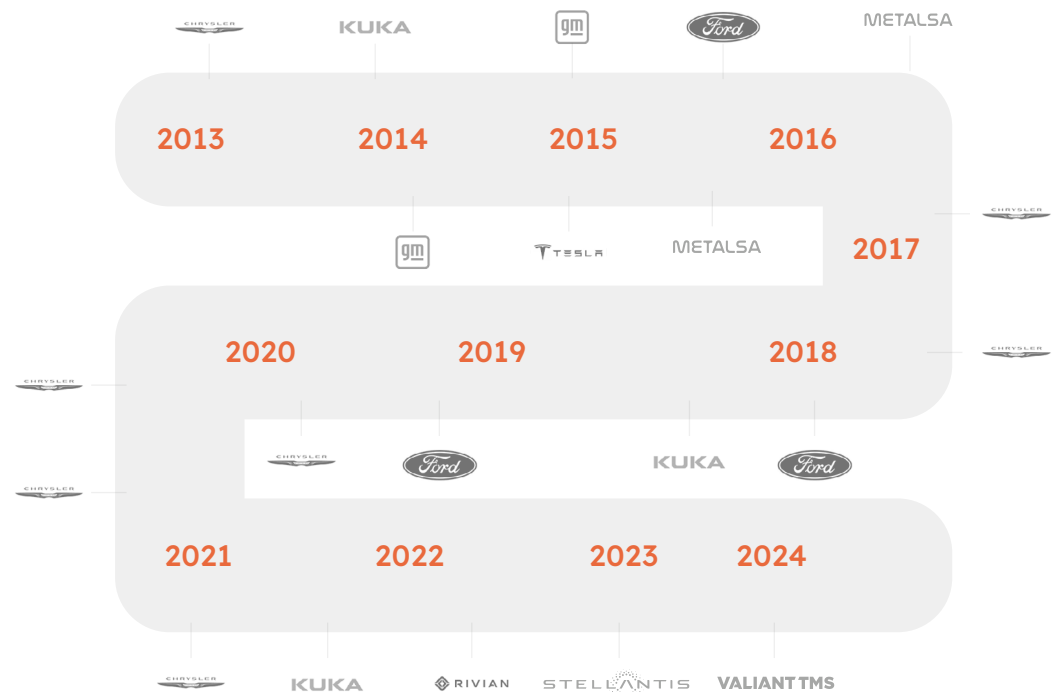 CHRYSLER
KUKA
gm
Ford
METALSA
2013
2014
2015
2016
CHRYSLER
gm
TESLA
METALSA
2017
2020
2019
2018
CHRYSLER
CHRYSLER
CHRYSLER
Ford
KUKA
Ford
CHRYSLER
2021
2022
2023
2024
CHRYSLER
KUKA
RIVIAN
STELLANTIS
VALIANT TMS